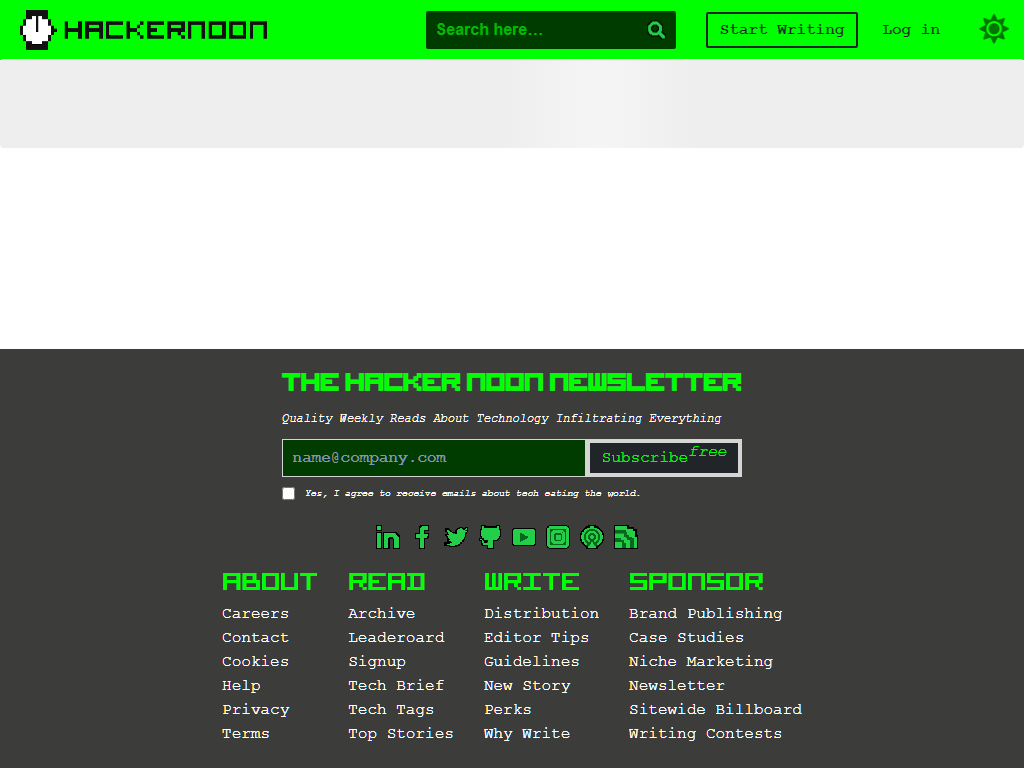 HACKERNOON
Search here...
Start Writing
Log in
THE HACKER NOON NEWSLETTER
Quality Weekly Reads About Technology Infiltrating Everything
name@company.com
Subscribe free
Yes, I agree to receive emails about tech eating the world.
ABOUT
Careers
Contact
Cookies
Help
Privacy
Terms
READ
Archive
Leaderoard
Signup
Tech Brief
Tech Tags
Top Stories
WRITE
Distribution
Editor Tips
Guidelines
New Story
Perks
Why Write
SPONSOR
Brand Publishing
Case Studies
Niche Marketing
Newsletter
Sitewide Billboard
Writing Contests